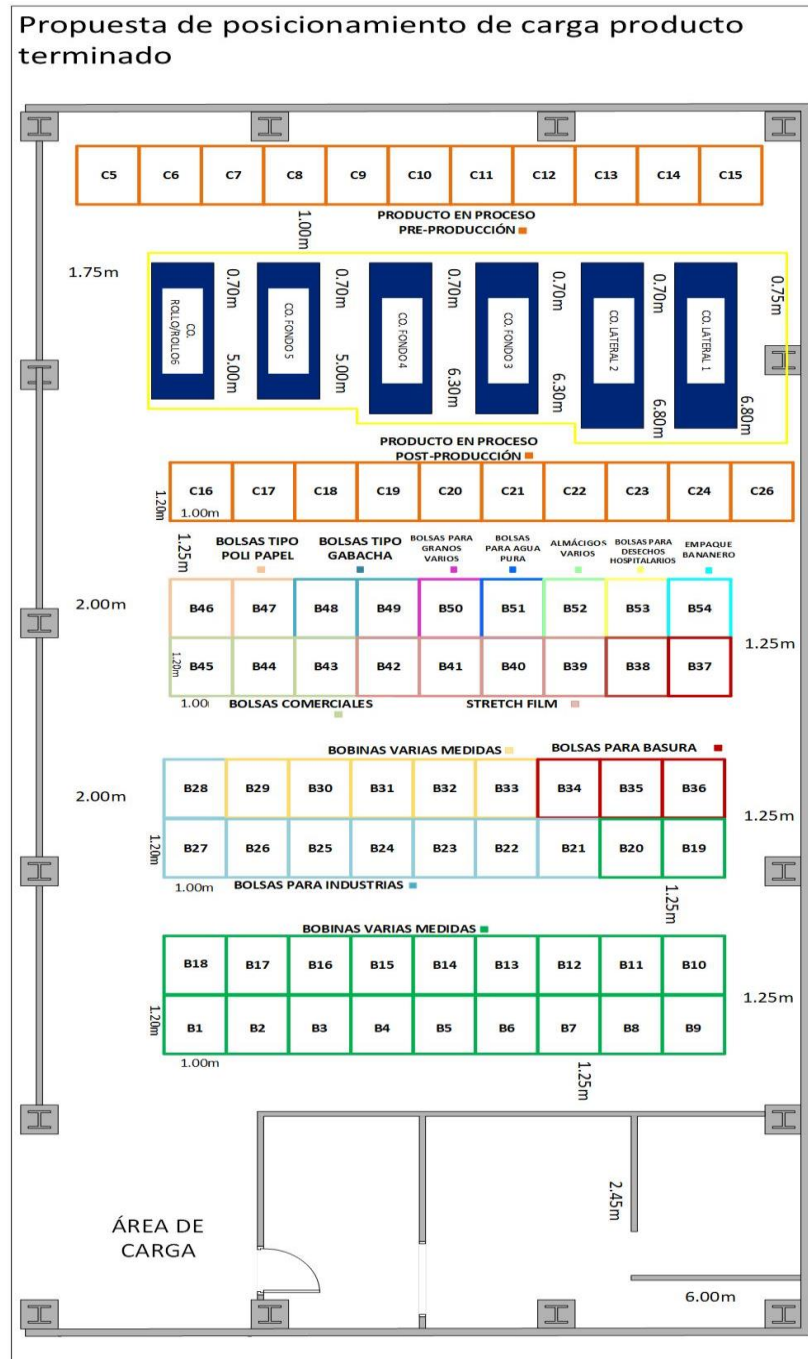 Propuesta de posicionamiento de carga producto
terminado
C5 C6 C7 C8 C9 C10 C11 C12 C13 C14 C15
PRODUCTO EN PROCESO
PRE-PRODUCCIÓN
1.00m
1.75m
CO.
ROLLO/ROLLO6
0.70m
5.00m
CO. FONDO 5
0.70m
5.00m
CO. FONDO 4
0.70m
6.30m
CO. FONDO 3
0.70m
6.30m
CO. LATERAL 2
0.70m
6.80m
CO. LATERAL 1
0.75m
6.80m
PRODUCTO EN PROCESO
POST-PRODUCCIÓN
C16 C17 C18 C19 C20 C21 C22 C23 C24 C26
1.20m
1.00m
1.25m
BOLSAS TIPO
POLI PAPEL
BOLSAS TIPO
GABACHA
BOLSAS PARA
GRANOS
VARIOS
BOLSAS
PARA AGUA
PURA
ALMÁCIGOS
VARIOS
BOLSAS PARA
DESECHOS
HOSPITALARIOS
EMPAQUE
BANANERO
2.00m
B46 B47 B48 B49 B50 B51 B52 B53 B54
1.25m
1.20m
B45 B44 B43 B42 B41 B40 B39 B38 B37
1.00
BOLSAS COMERCIALES
STRETCH FILM
BOBINAS VARIAS MEDIDAS
BOLSAS PARA BASURA
2.00m
B28 B29 B30 B31 B32 B33 B34 B35 B36
1.25m
1.20m
B27 B26 B25 B24 B23 B22 B21 B20 B19
1.00m
BOLSAS PARA INDUSTRIAS
1.25m
BOBINAS VARIAS MEDIDAS
B18 B17 B16 B15 B14 B13 B12 B11 B10
1.25m
1.20m
B1 B2 B3 B4 B5 B6 B7 B8 B9
1.00m
1.25m
2.45m
ÁREA DE
CARGA
6.00m